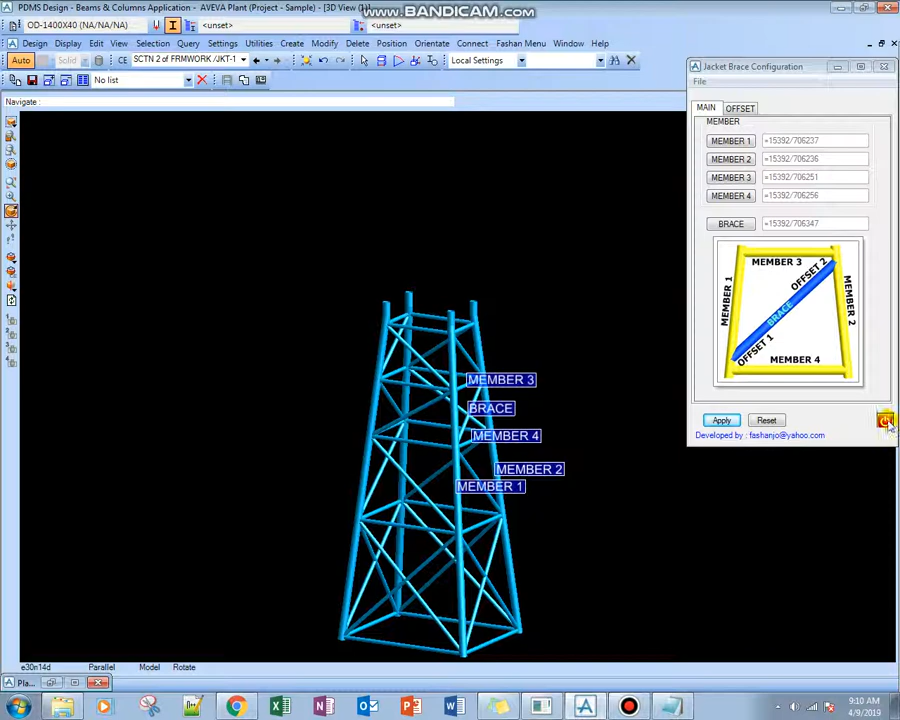 PDMS Design - Beams & Columns Application - AVEVA Plant (Project - Sample) - [3D View (1)]
www.BANDICAM.com
OD-1400X40 (NA/NA/NA)
<unset>
<unset>
Design Display Edit View Selection Query Settings Utilities Create Modify Delete Position Orientate Connect Fashan Menu Window Help
Auto Solid CE SCTN 2 of FRMWORK /JKT-1 Local Settings
No list
Navigate :
Jacket Brace Configuration
File
MAIN OFFSET
MEMBER
MEMBER 1 =15392/706237
MEMBER 2 =15392/706236
MEMBER 3 =15392/706251
MEMBER 4 =15392/706256
BRACE =15392/706347
MEMBER 3
MEMBER 1
OFFSET 2
BRACE
MEMBER 2
OFFSET 1
MEMBER 4
Apply Reset
Developed by : fashanjo@yahoo.com
MEMBER 3
BRACE
MEMBER 4
MEMBER 2
MEMBER 1
e30n14d Parallel Model Rotate
Pla...
9:10 AM
4/9/2019